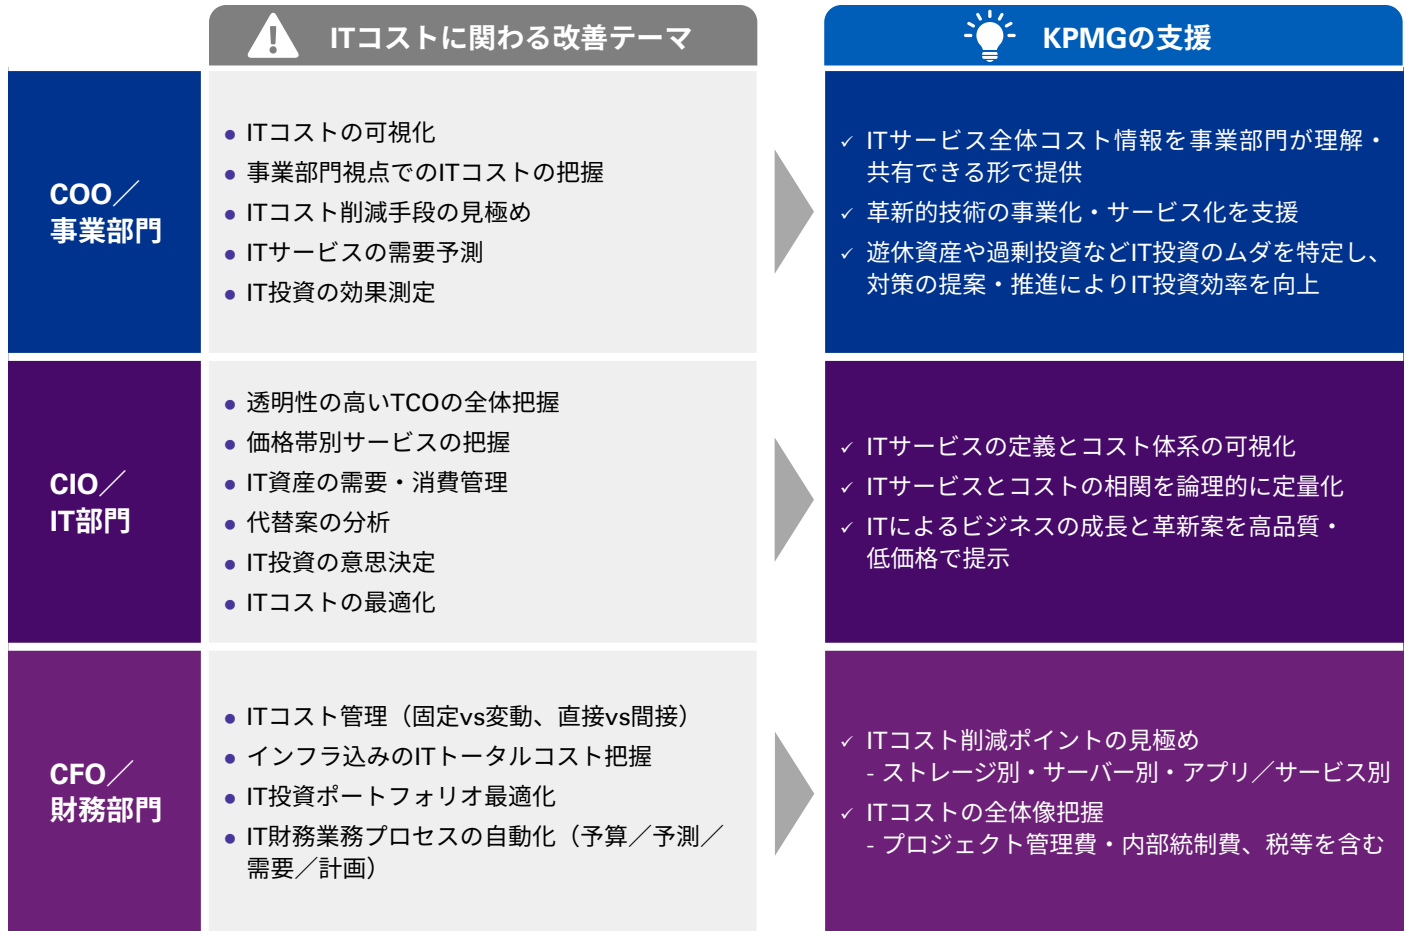 ITコストに関わる改善テーマ
KPMGの支援
COO／
事業部門
ITコストの可視化
事業部門視点でのITコストの把握
ITコスト削減手段の見極め
ITサービスの需要予測
IT投資の効果測定
ITサービス全体コスト情報を事業部門が理解・
共有できる形で提供
革新的技術の事業化・サービス化を支援
遊休資産や過剰投資などIT投資のムダを特定し、
対策の提案・推進によりIT投資効率を向上
CIO／
IT部門
透明性の高いTCOの全体把握
価格帯別サービスの把握
IT資産の需要・消費管理
代替案の分析
IT投資の意思決定
ITコストの最適化
ITサービスの定義とコスト体系の可視化
ITサービスとコストの相関を論理的に定量化
ITによるビジネスの成長と革新案を高品質・
低価格で提示
CFO／
財務部門
ITコスト管理（固定vs変動、直接vs間接）
インフラ込みのITトータルコスト把握
IT投資ポートフォリオ最適化
IT財務業務プロセスの自動化（予算／予測／
需要／計画）
ITコスト削減ポイントの見極め
- ストレージ別・サーバー別・アプリ／サービス別
ITコストの全体像把握
- プロジェクト管理費・内部統制費、税等を含む